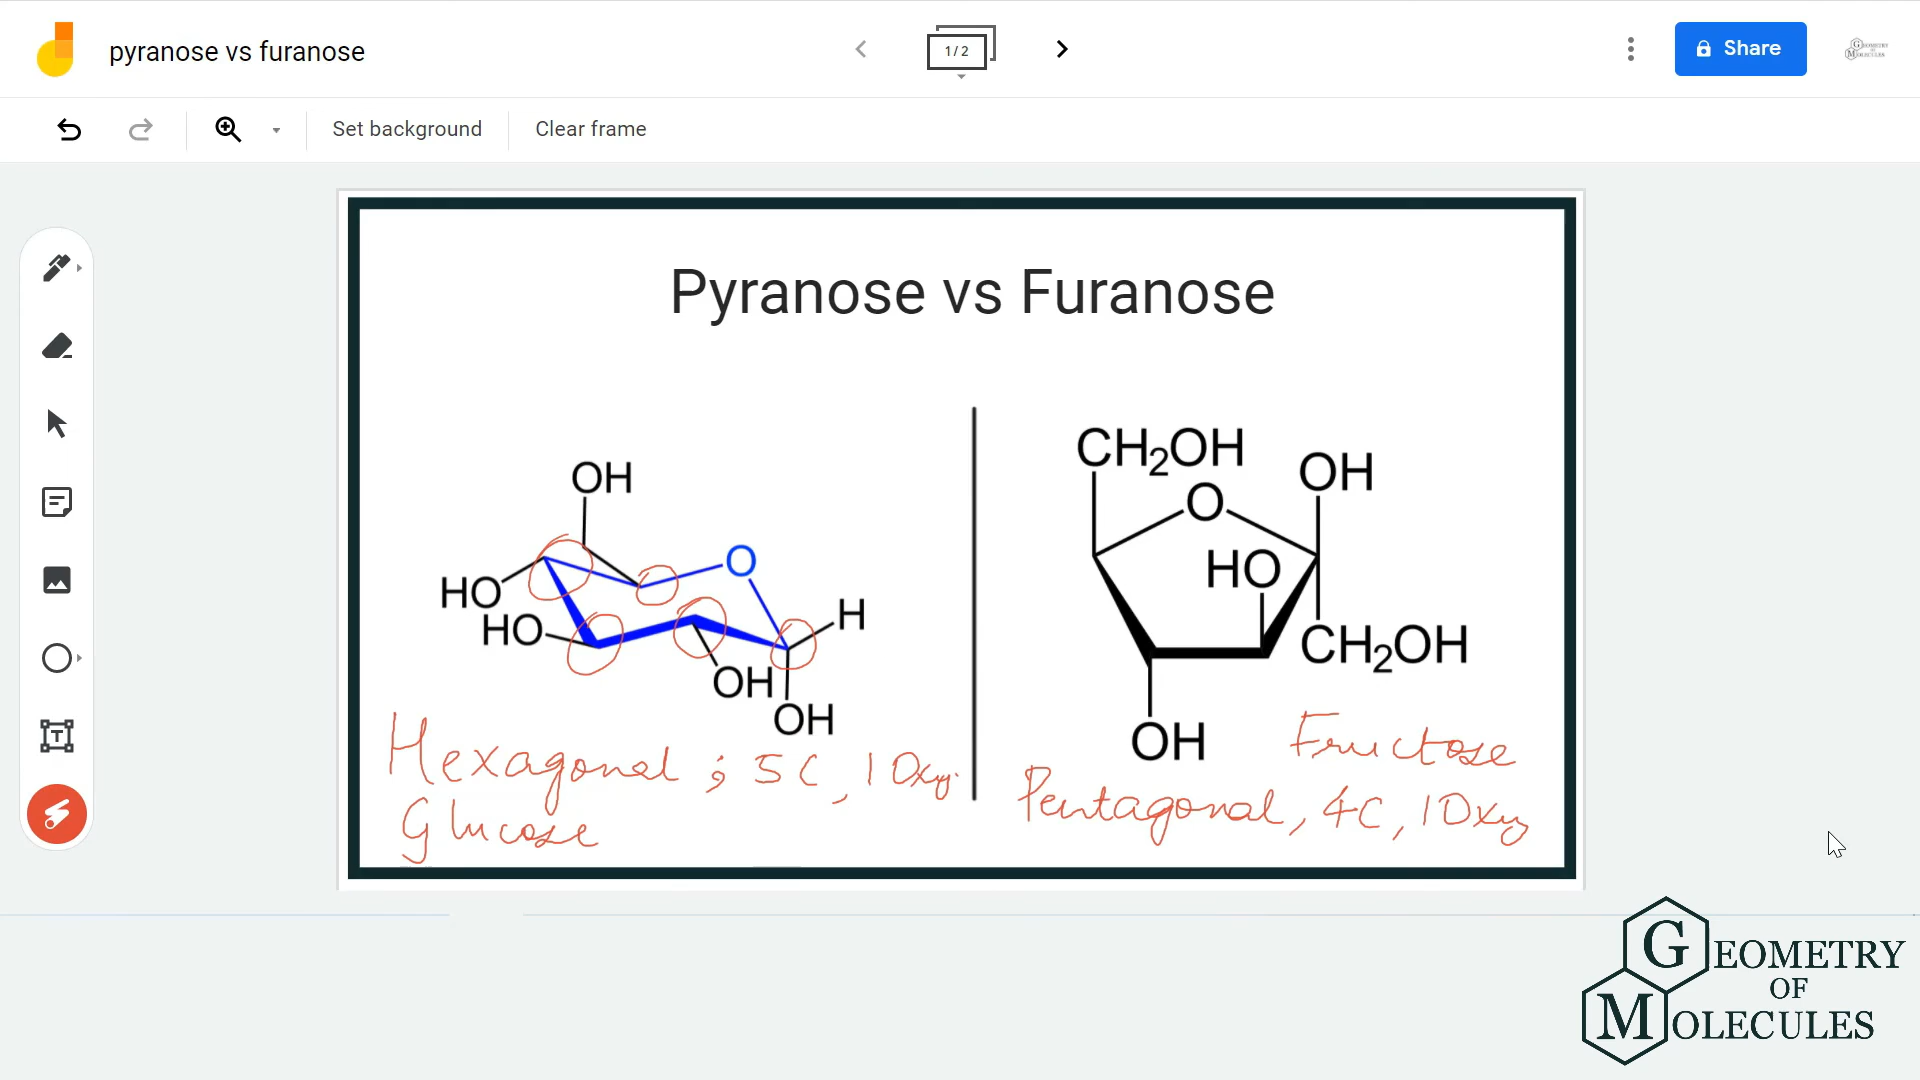 pyranose vs furanose
1/2
Share
Set background
Clear frame
Pyranose vs Furanose
OH
HO
HO
O
H
OH
OH
Hexagonal ; 5C, 1 Oxy.
Glucose
CH₂OH
OH
O
HO
CH₂OH
OH
Fructose
Pentagonal, 4C, 1 Oxy
T
GEOMETRY
OF
MOLECULES